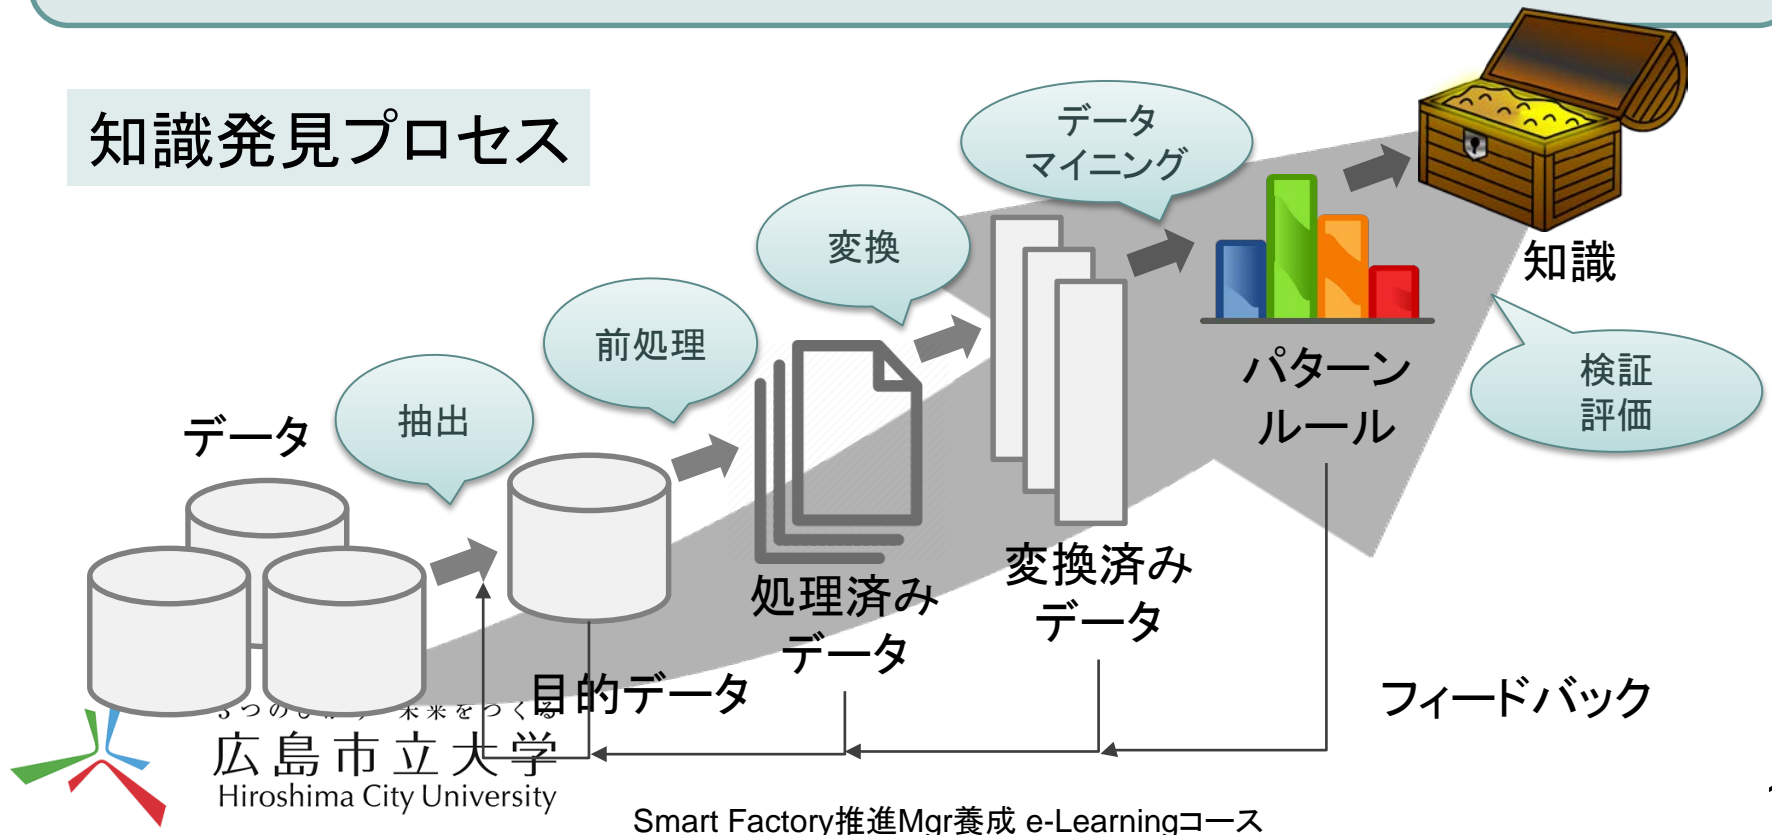 知識発見プロセス
データ
マイニング
変換
知識
前処理
パターン
ルール
検証
評価
抽出
データ
変換済み
データ
処理済み
データ
目的データ
フィードバック
広島市立大学
Hiroshima City University
Smart Factory推進Mgr養成 e-Learningコース